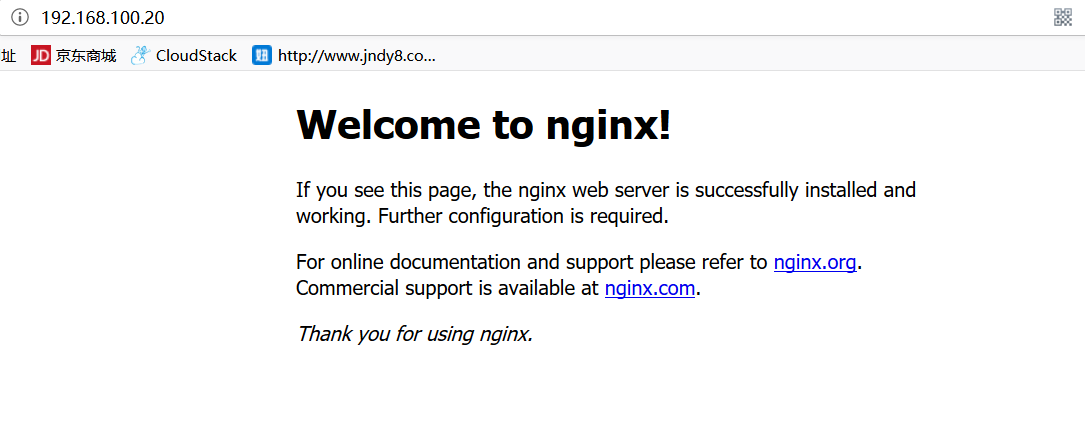 192.168.100.20
址 JD 京东商城 CloudStack http://www.jndy8.co...
Welcome to nginx!
If you see this page, the nginx web server is successfully installed and
working. Further configuration is required.
For online documentation and support please refer to nginx.org.
Commercial support is available at nginx.com.
Thank you for using nginx.